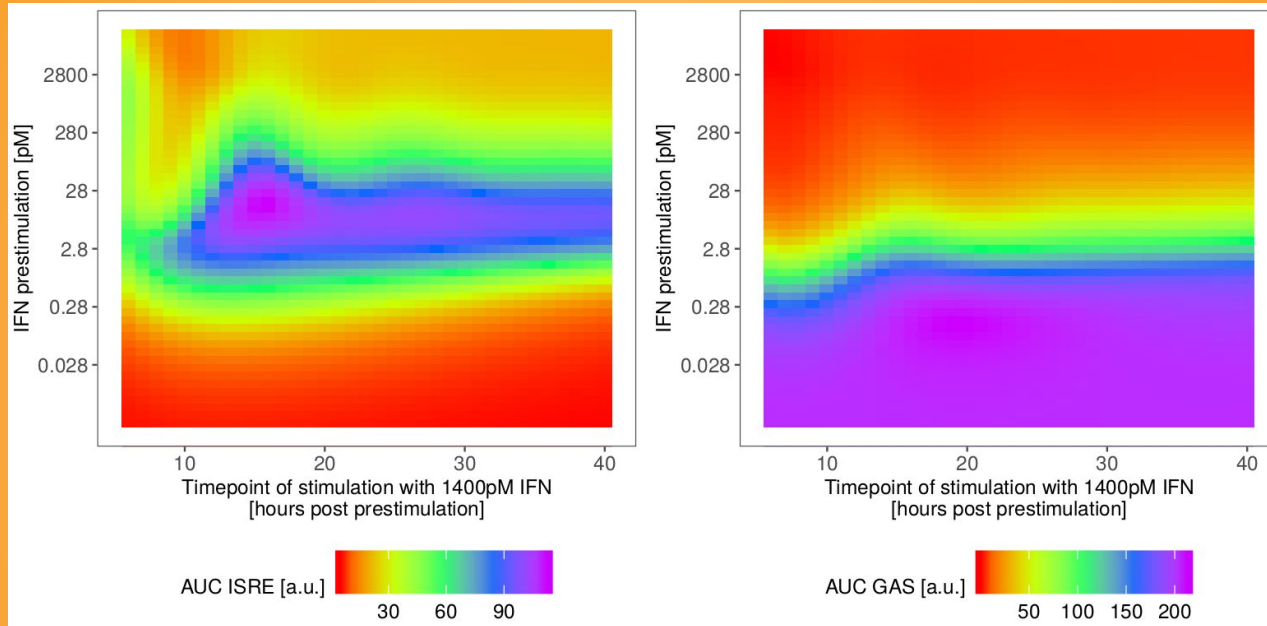 IFN prestimulation [pM]
2800
280
28
2.8
0.28
0.028
10 20 30 40
Timepoint of stimulation with 1400pM IFN
[hours post prestimulation]
AUC ISRE [a.u.]
30 60 90
IFN prestimulation [pM]
2800
280
28
2.8
0.28
0.028
10 20 30 40
Timepoint of stimulation with 1400pM IFN
[hours post prestimulation]
AUC GAS [a.u.]
50 100 150 200